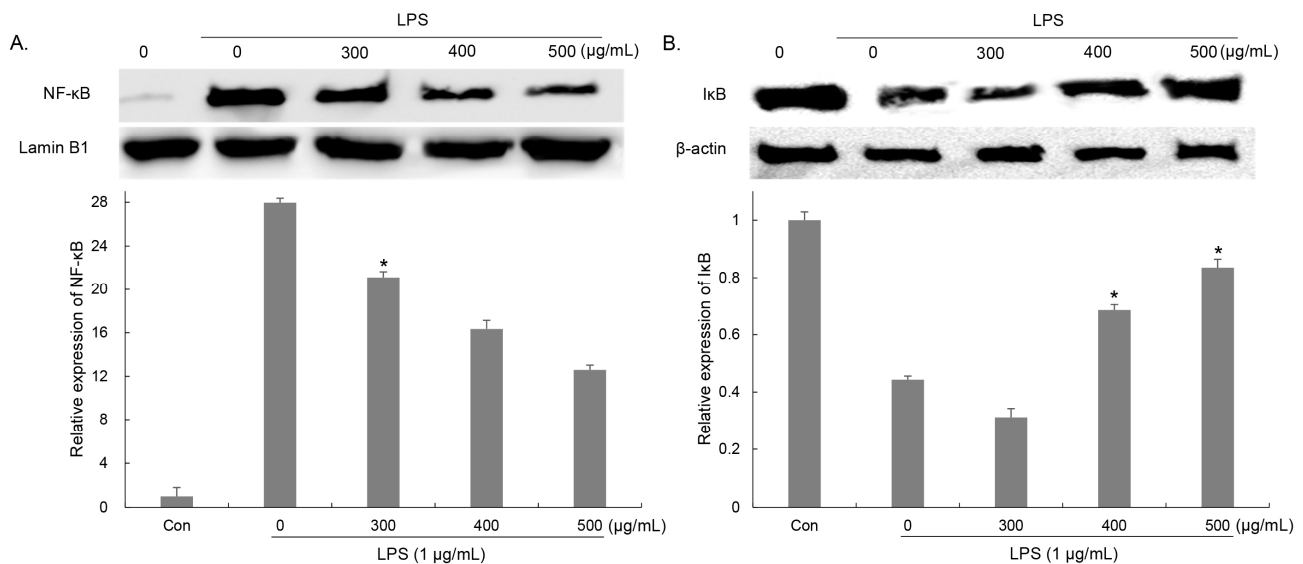 A.
LPS
0 0 300 400 500 (μg/mL)
NF-κB
Lamin B1
Relative expression of NF-κB
28
24
20
16
12
8
4
0
*
Con 0 300 400 500 (μg/mL)
LPS (1 μg/mL)
B.
LPS
0 0 300 400 500 (μg/mL)
IκB
β-actin
Relative expression of IκB
1
0.8
0.6
0.4
0.2
0
* *
Con 0 300 400 500 (μg/mL)
LPS (1 μg/mL)